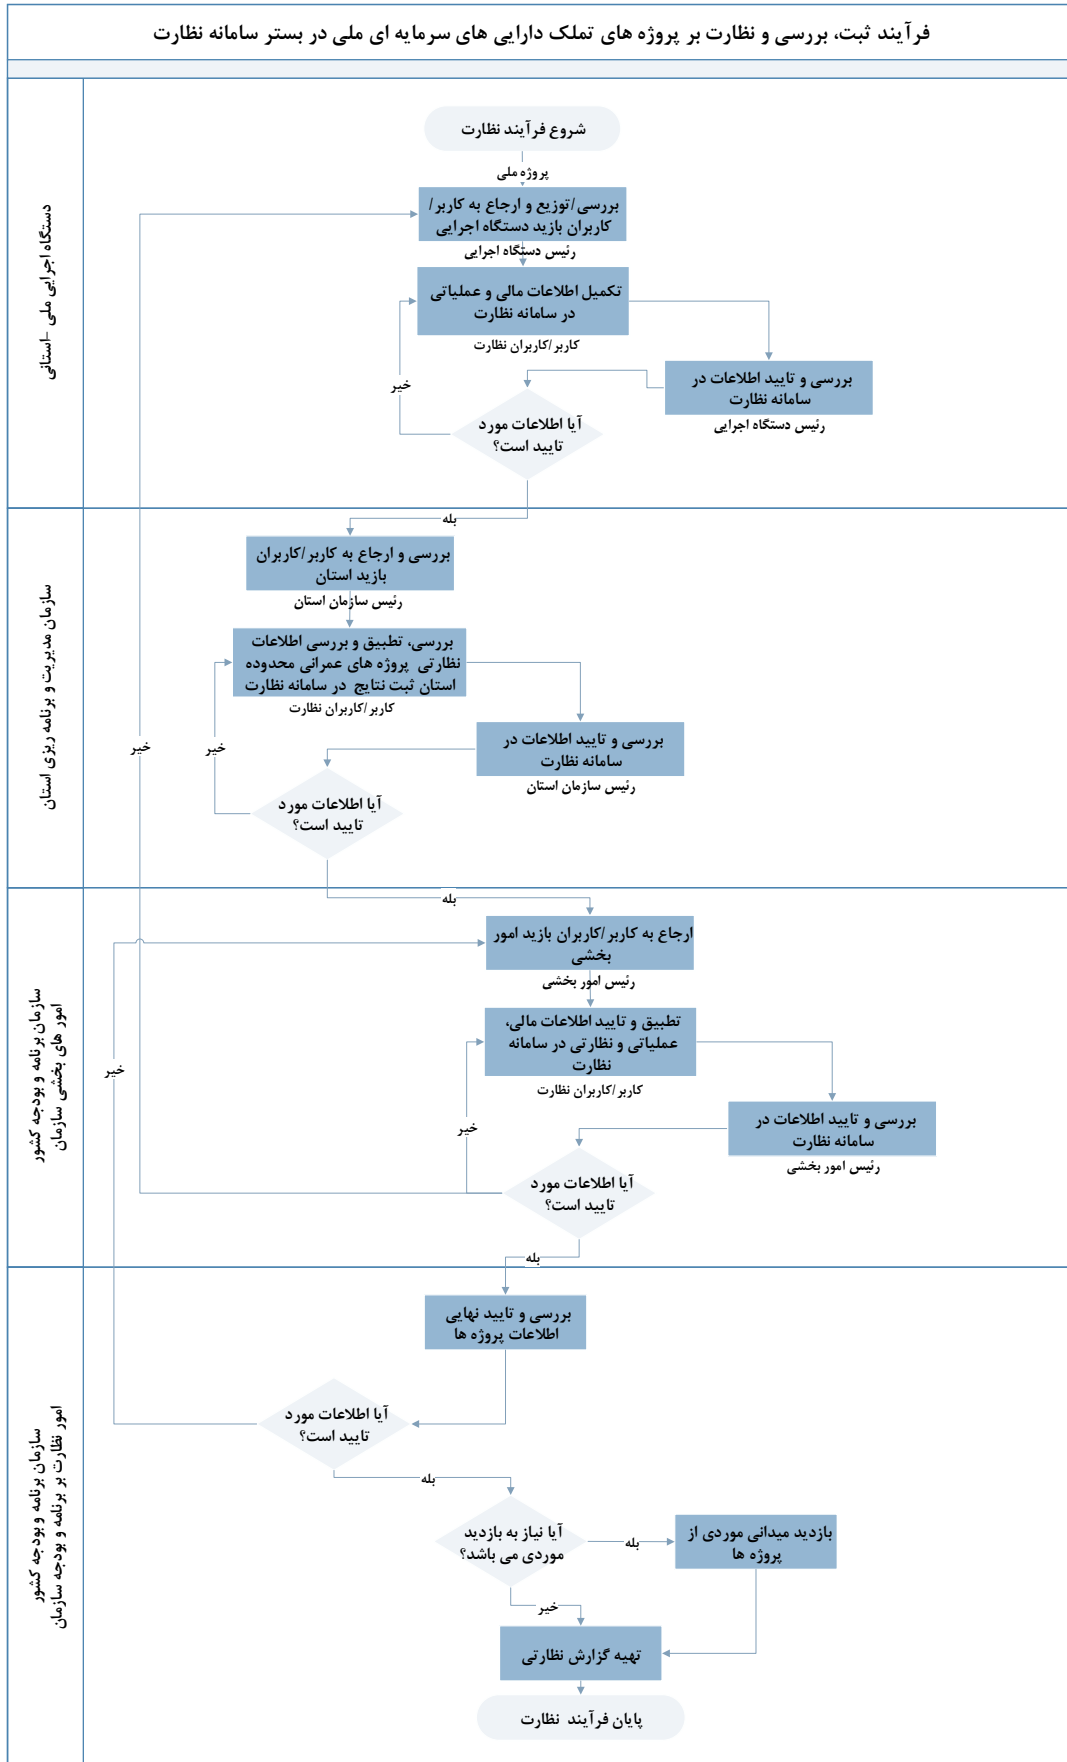 فرآیند ثبت، بررسی و نظارت بر پروژه های تملک دارایی های سرمایه ای ملی در بستر سامانه نظارت
دستگاه اجرایی ملی -استانی
شروع فرآیند نظارت
پروژه ملی
بررسی/توزیع و ارجاع به کاربر/
کاربران بازید دستگاه اجرایی
رئیس دستگاه اجرایی
تکمیل اطلاعات مالی و عملیاتی
در سامانه نظارت
کاربر/کاربران نظارت
بررسی و تایید اطلاعات در
سامانه نظارت
رئیس دستگاه اجرایی
خیر
آیا اطلاعات مورد
تایید است؟
بله
سازمان مدیریت و برنامه ریزی استان
بررسی و ارجاع به کاربر/کاربران
بازید استان
رئیس سازمان استان
بررسی، تطبیق و بررسی اطلاعات
نظارتی پروژه های عمرانی محدوده
استان ثبت نتایج در سامانه نظارت
کاربر/کاربران نظارت
بررسی و تایید اطلاعات در
سامانه نظارت
رئیس سازمان استان
خیر
خیر
آیا اطلاعات مورد
تایید است؟
بله
سازمان برنامه و بودجه کشور
امور های بخشی سازمان
ارجاع به کاربر/کاربران بازید امور
بخشی
رئیس امور بخشی
تطبیق و تایید اطلاعات مالی،
عملیاتی و نظارتی در سامانه
نظارت
کاربر/کاربران نظارت
خیر
بررسی و تایید اطلاعات در
سامانه نظارت
رئیس امور بخشی
خیر
آیا اطلاعات مورد
تایید است؟
بله
سازمان برنامه و بودجه کشور
امور نظارت بر برنامه و بودجه سازمان
بررسی و تایید نهایی
اطلاعات پروژه ها
آیا اطلاعات مورد
تایید است؟
بله
آیا نیاز به بازدید
موردی می باشد؟
بله
بازدید میدانی موردی از
پروژه ها
خیر
تهیه گزارش نظارتی
پایان فرآیند نظارت